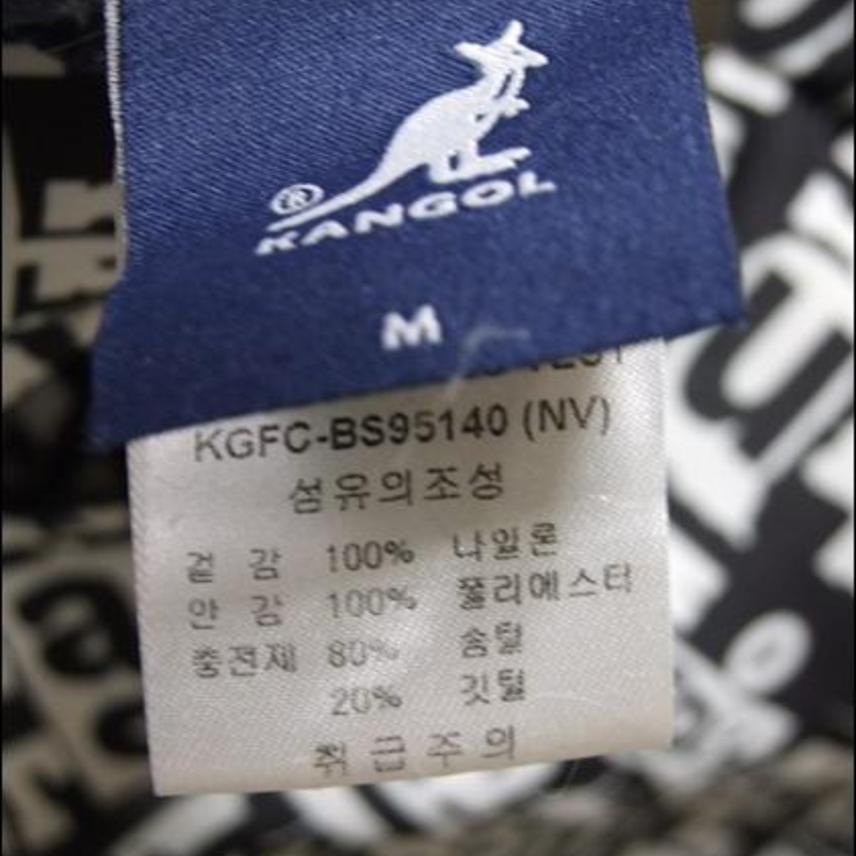 ®
KANGOL
M
KGFC-BS95140 (NV)
섬유의조성
겉 감 100% 나일론
안 감 100% 폴리에스터
충전제 80% 솜털
20% 깃털
취급주의